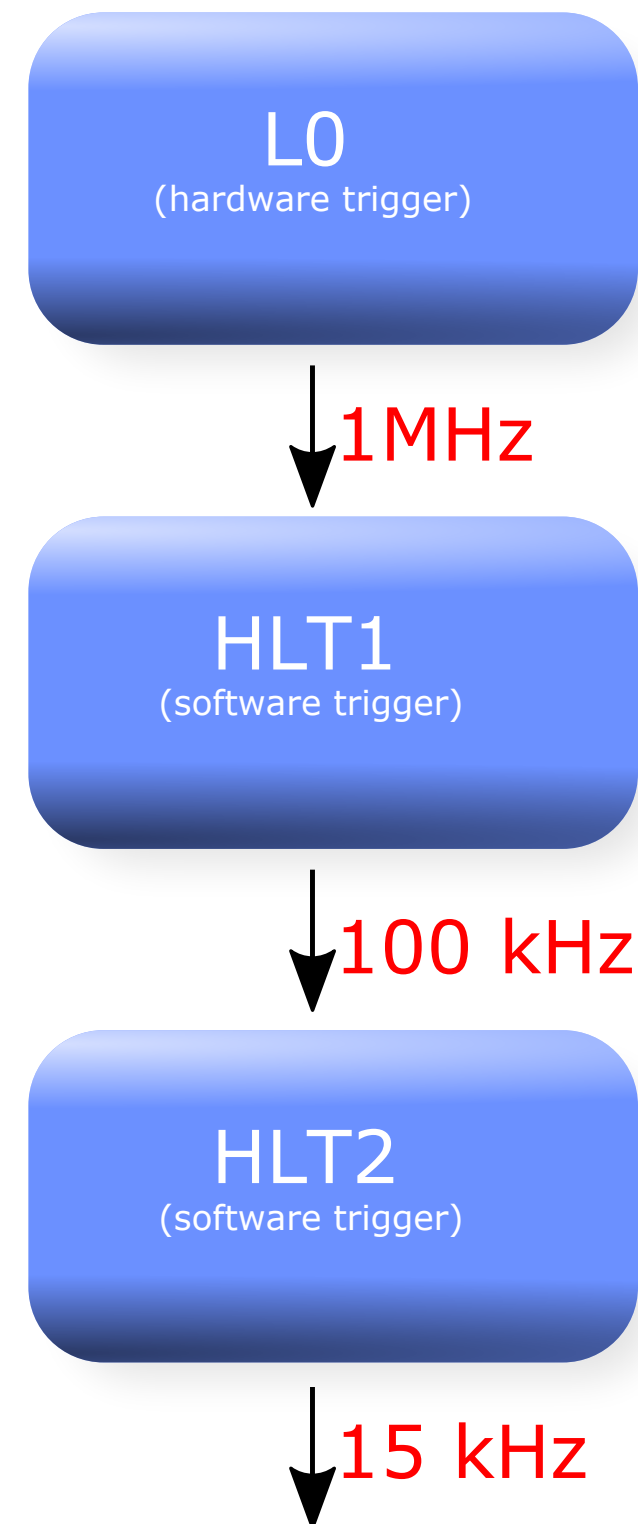 L0
(hardware trigger)
1MHz
HLT1
(software trigger)
100 kHz
HLT2
(software trigger)
15 kHz